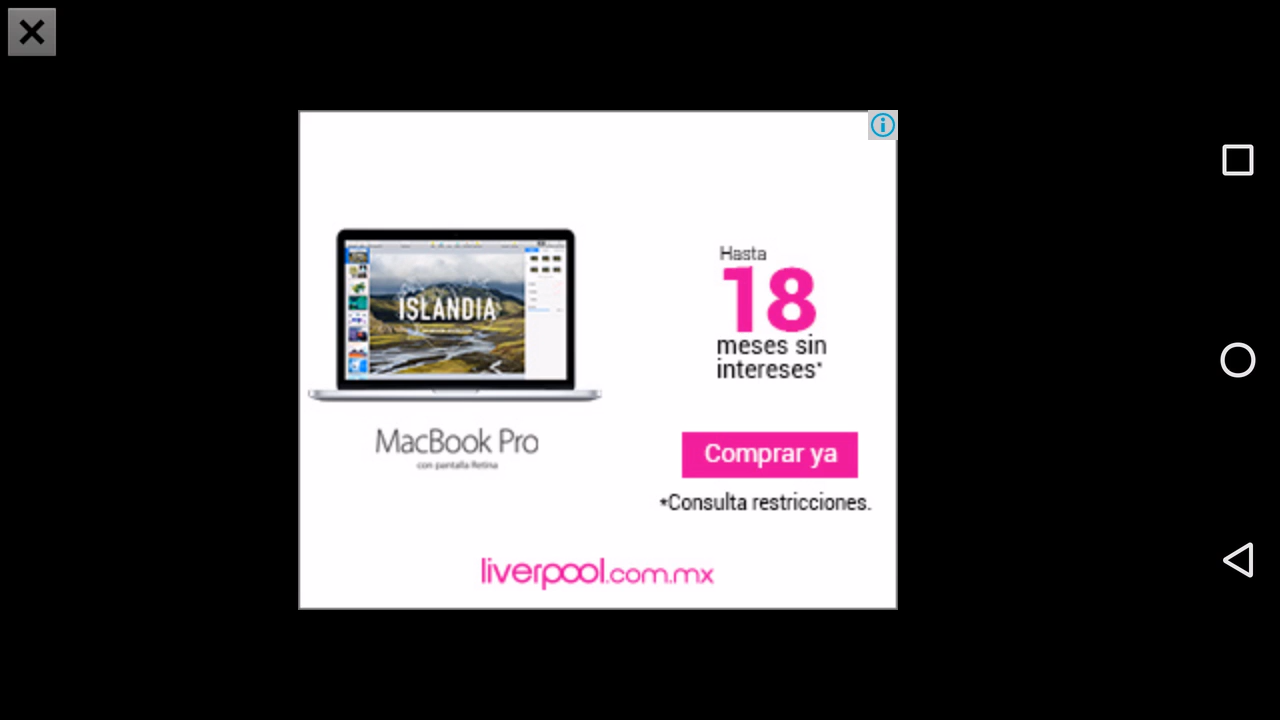 ISLANDIA
MacBook Pro
con pantalla Retina
Hasta
18
meses sin
intereses*
Comprar ya
*Consulta restricciones.
liverpool.com.mx